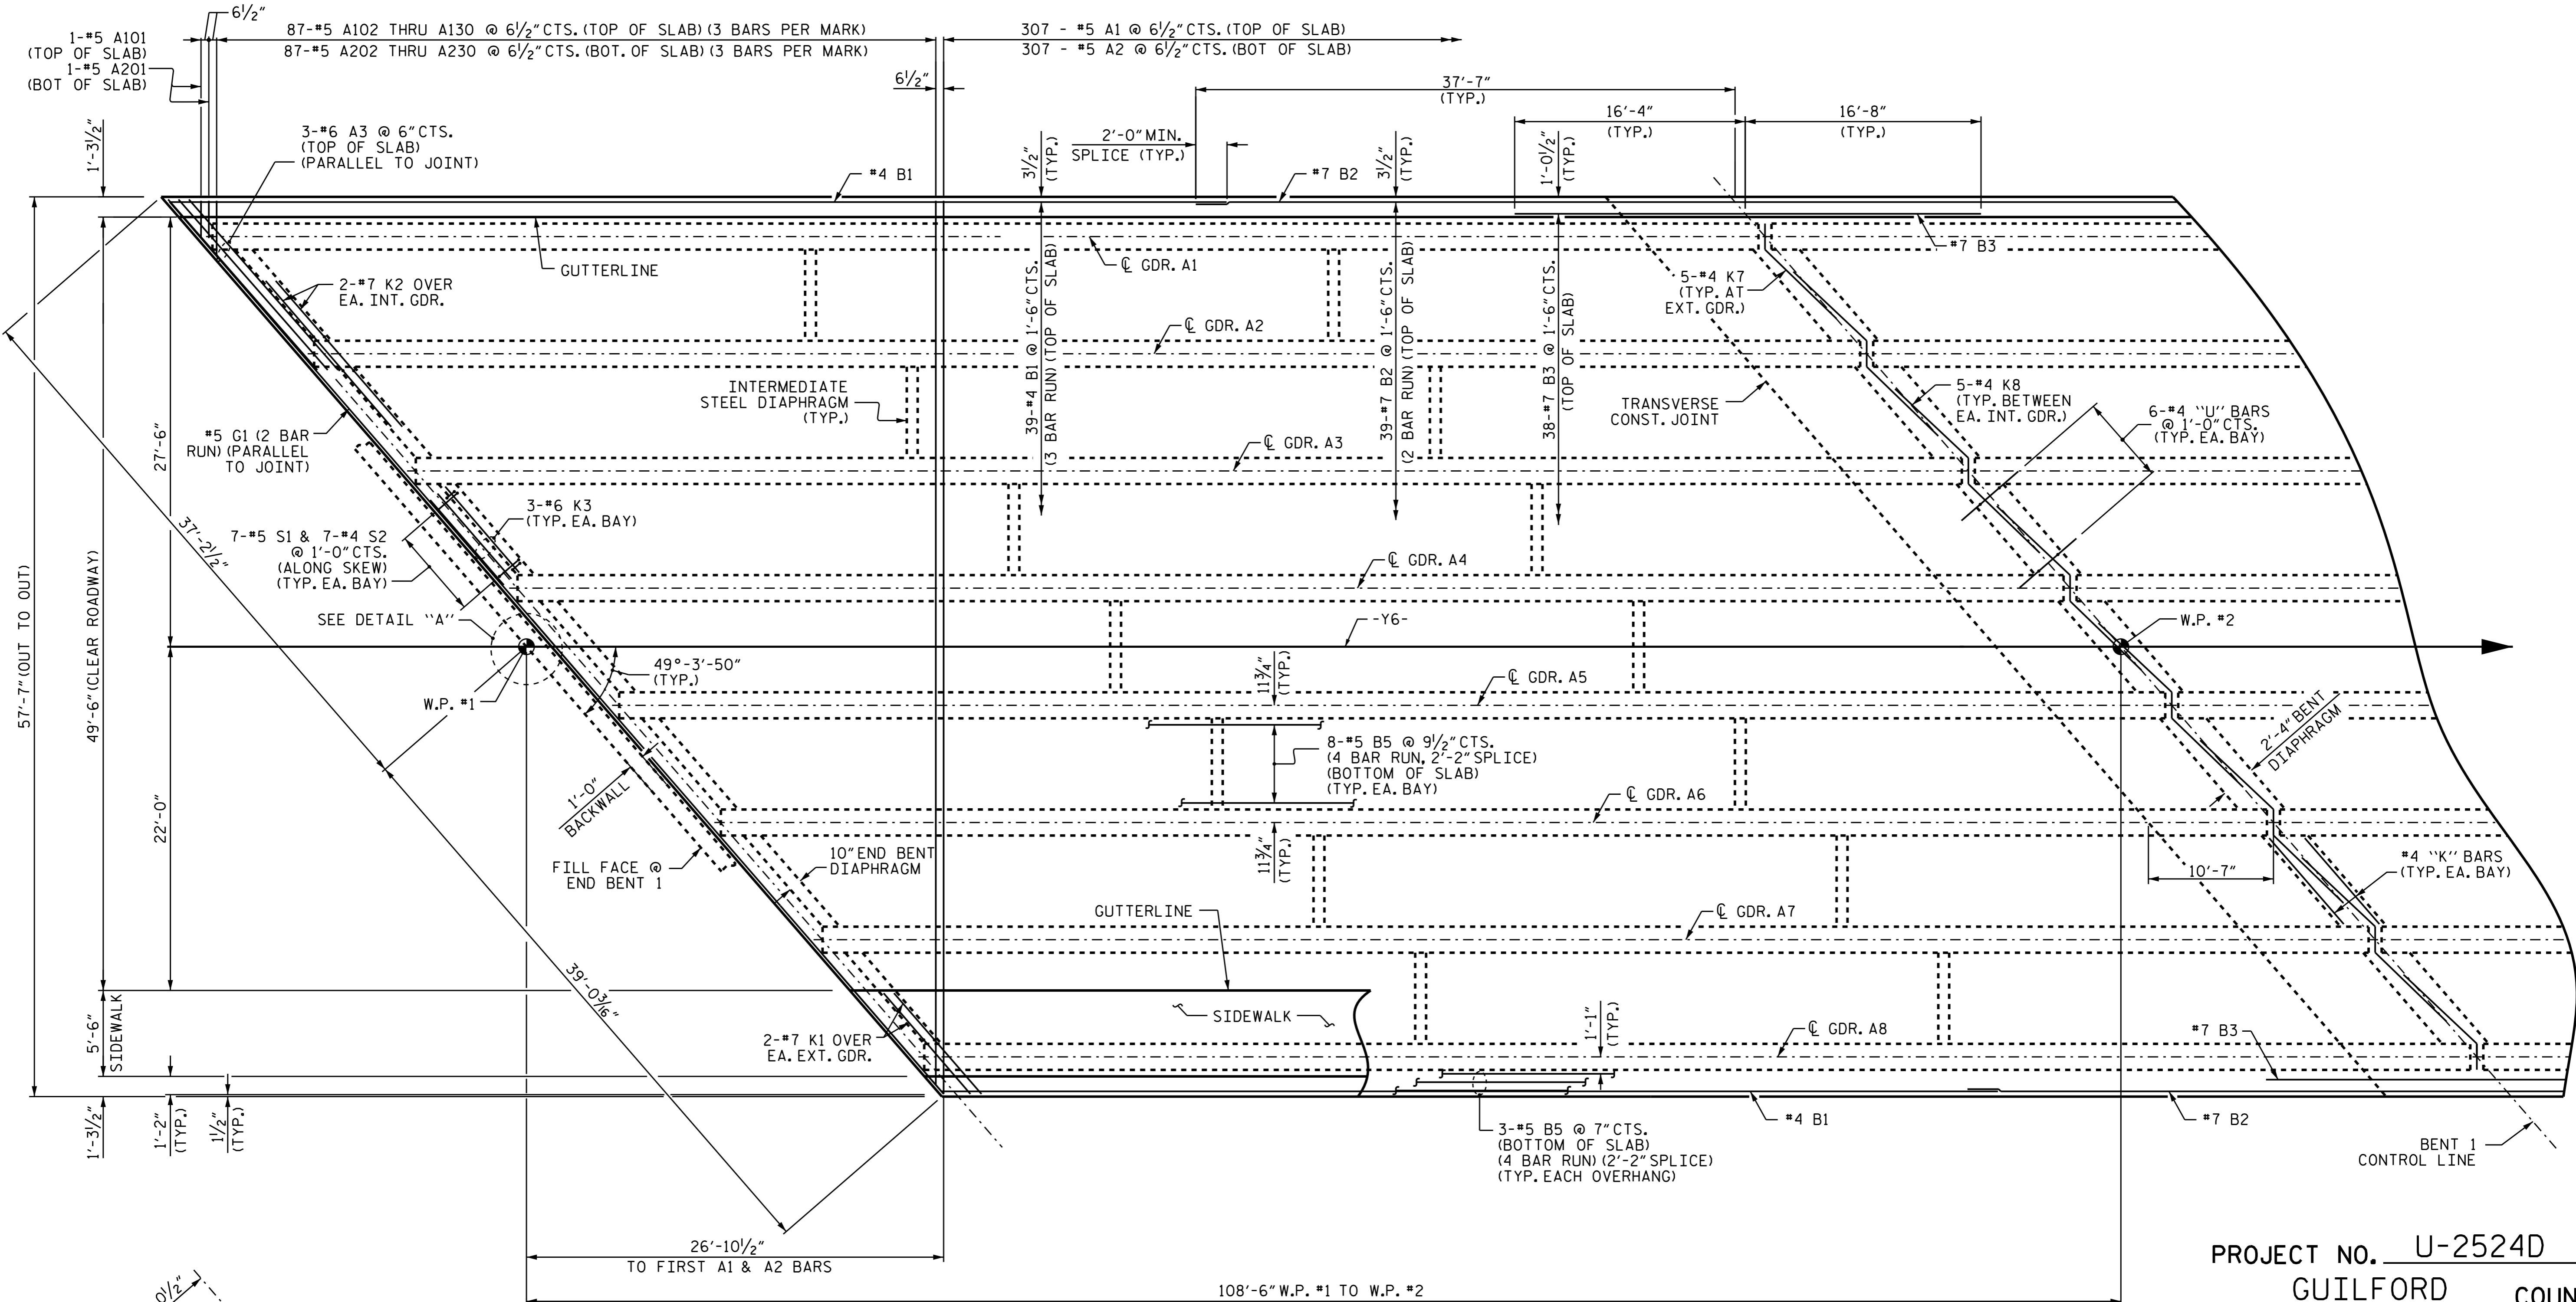 6½"
1-#5 A101
(TOP OF SLAB)
1-#5 A201
(BOT OF SLAB)
87-#5 A102 THRU A130 @ 6½" CTS. (TOP OF SLAB) (3 BARS PER MARK)
87-#5 A202 THRU A230 @ 6½" CTS. (BOT. OF SLAB) (3 BARS PER MARK)
307 - #5 A1 @ 6½" CTS. (TOP OF SLAB)
307 - #5 A2 @ 6½" CTS. (BOT OF SLAB)
6½"
37'-7"
(TYP.)
16'-4"
(TYP.)
16'-8"
(TYP.)
2'-0" MIN.
SPLICE (TYP.)
1'-3½"
3-#6 A3 @ 6" CTS.
(TOP OF SLAB)
(PARALLEL TO JOINT)
3½"
(TYP.)
3½"
(TYP.)
1'-0½"
(TYP.)
#4 B1
#7 B2
GUTTERLINE
℄ GDR. A1
#7 B3
2-#7 K2 OVER
EA. INT. GDR.
5-#4 K7
(TYP. AT
EXT. GDR.)
℄ GDR. A2
39-#4 B1 @ 1'-6" CTS.
(3 BAR RUN) (TOP OF SLAB)
39-#7 B2 @ 1'-6" CTS.
(2 BAR RUN) (TOP OF SLAB)
38-#7 B3 @ 1'-6" CTS.
(TOP OF SLAB)
INTERMEDIATE
STEEL DIAPHRAGM
(TYP.)
TRANSVERSE
CONST. JOINT
5-#4 K8
(TYP. BETWEEN
EA. INT. GDR.)
6-#4 "U" BARS
@ 1'-0" CTS.
(TYP. EA. BAY)
#5 G1 (2 BAR
RUN) (PARALLEL
TO JOINT)
℄ GDR. A3
27'-6"
3-#6 K3
(TYP. EA. BAY)
7-#5 S1 & 7-#4 S2
@ 1'-0" CTS.
(ALONG SKEW)
(TYP. EA. BAY)
37'-2½"
57'-7" (OUT TO OUT)
49'-6" (CLEAR ROADWAY)
℄ GDR. A4
SEE DETAIL "A"
-Y6-
W.P. #2
49°-3'-50"
(TYP.)
W.P. #1
11¾"
(TYP.)
℄ GDR. A5
8-#5 B5 @ 9½" CTS.
(4 BAR RUN, 2'-2" SPLICE)
(BOTTOM OF SLAB)
(TYP. EA. BAY)
2'-4" BENT
DIAPHRAGM
1'-0"
BACKWALL
℄ GDR. A6
22'-0"
11¾"
(TYP.)
10" END BENT
DIAPHRAGM
FILL FACE @
END BENT 1
10'-7"
#4 "K" BARS
(TYP. EA. BAY)
GUTTERLINE
℄ GDR. A7
39'-0³⁄₁₆"
5'-6"
SIDEWALK
SIDEWALK
1'-1"
(TYP.)
℄ GDR. A8
#7 B3
2-#7 K1 OVER
EA. EXT. GDR.
1'-3½"
1'-2"
(TYP.)
1½"
(TYP.)
#4 B1
#7 B2
3-#5 B5 @ 7" CTS.
(BOTTOM OF SLAB)
(4 BAR RUN) (2'-2" SPLICE)
(TYP. EACH OVERHANG)
BENT 1
CONTROL LINE
26'-10½"
TO FIRST A1 & A2 BARS
108'-6" W.P. #1 TO W.P. #2
PROJECT NO. U-2524D
GUILFORD